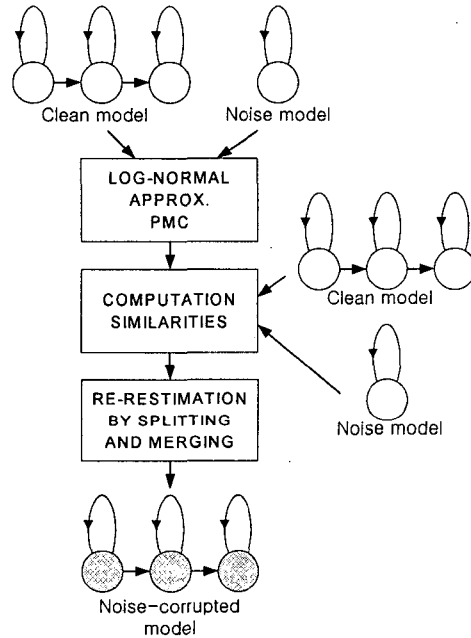 Clean model
Noise model
LOG-NORMAL
APPROX.
PMC
COMPUTATION
SIMILARITIES
Clean model
Noise model
RE-RESTIMATION
BY SPLITTING
AND MERGING
Noise-corrupted
model